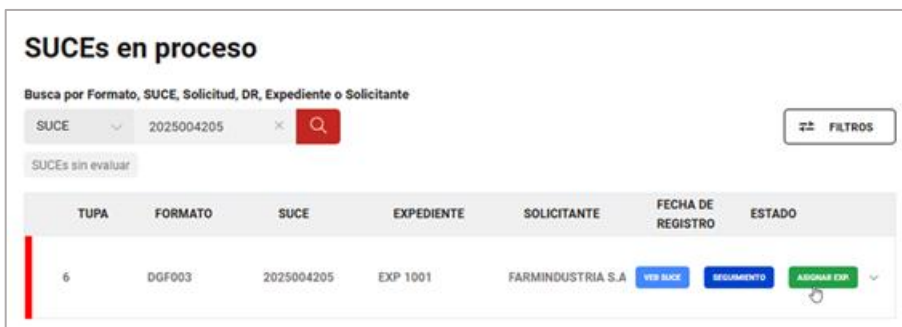 SUCEs en proceso
Busca por Formato, SUCE, Solicitud, DR, Expediente o Solicitante
SUCE 2025004205 FILTROS
SUCEs sin evaluar
TUPA FORMATO SUCE EXPEDIENTE SOLICITANTE FECHA DE REGISTRO ESTADO
6 DGF003 2025004205 EXP 1001 FARMINDUSTRIA S.A VER SUCE SEGUIMIENTO ASIGNAR EXP.